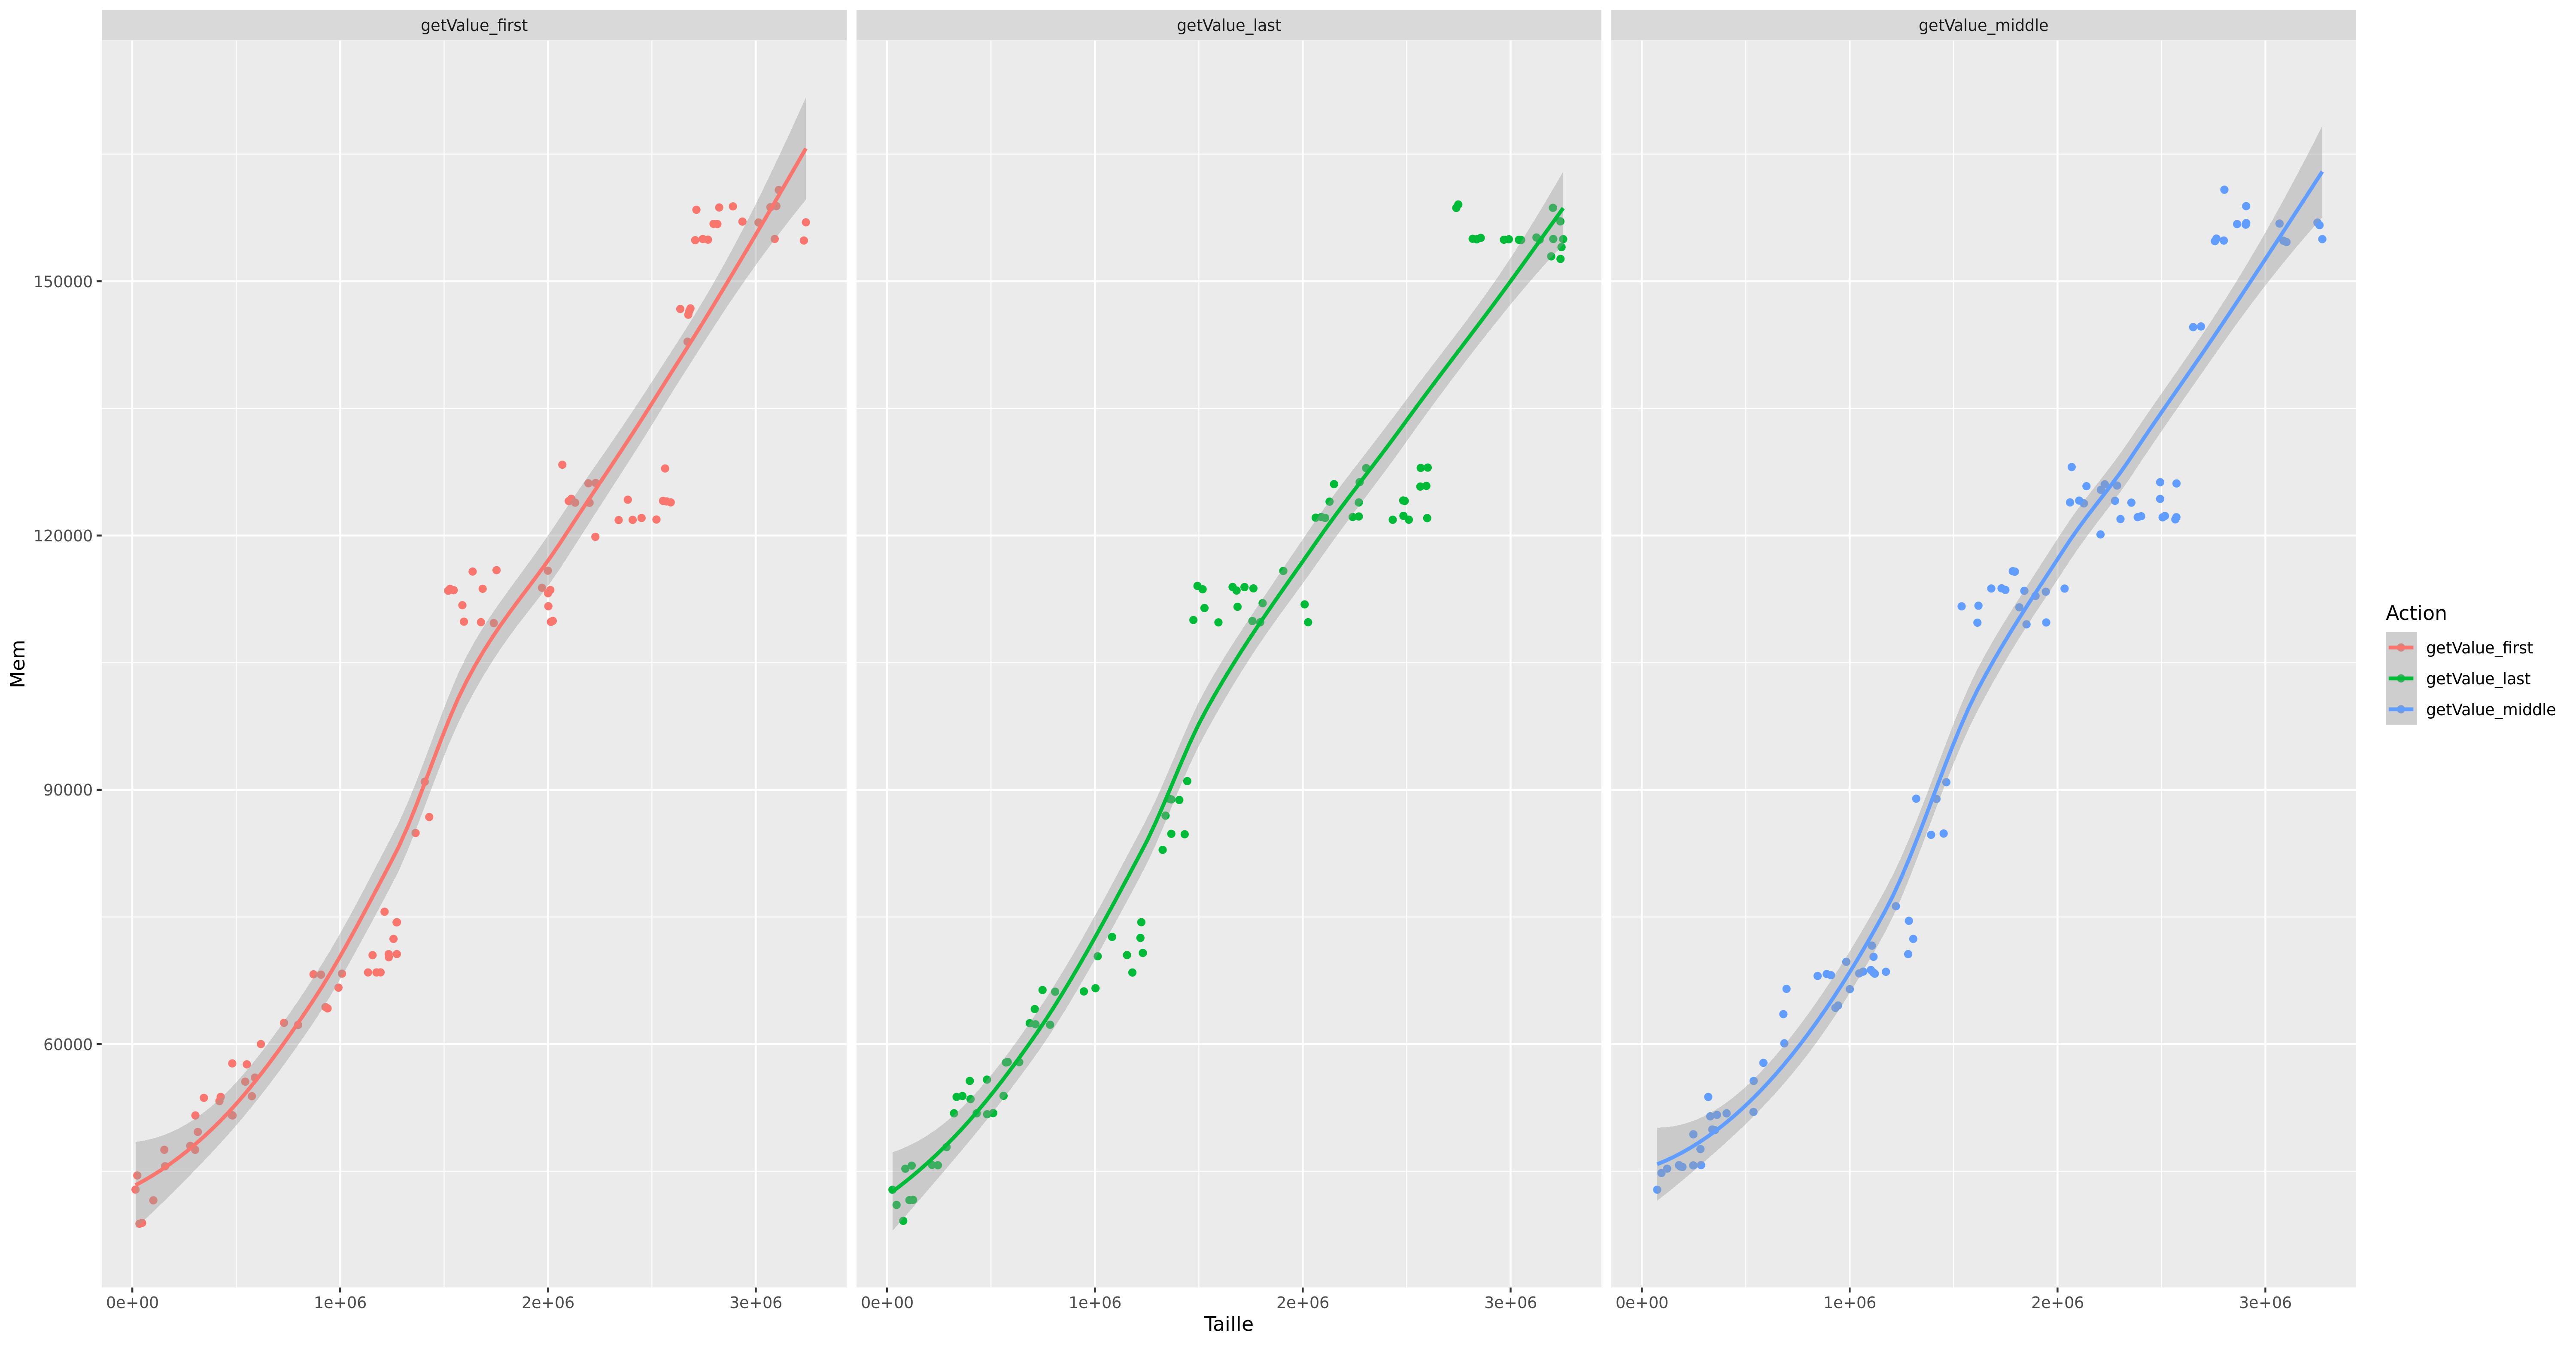 getValue_first getValue_last getValue_middle
150000
120000
90000
60000
Mem
0e+00 1e+06 2e+06 3e+06 0e+00 1e+06 2e+06 3e+06 0e+00 1e+06 2e+06 3e+06
Taille
Action
getValue_first
getValue_last
getValue_middle